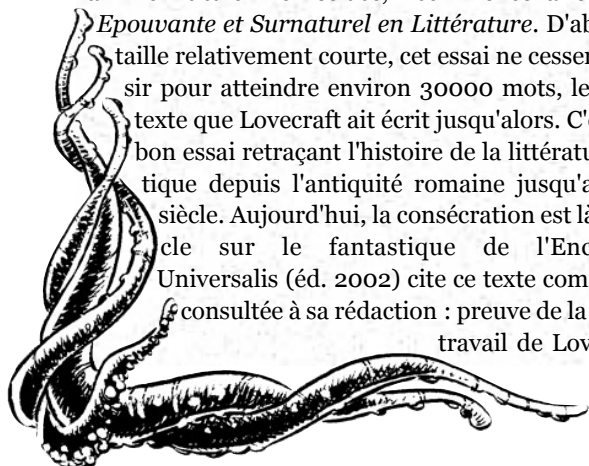 Epouvante et Surnaturel en Littérature. D'ab
taille relativement courte, cet essai ne cesser
sir pour atteindre environ 30000 mots, le
texte que Lovecraft ait écrit jusqu'alors. C'
bon essai retraçant l'histoire de la littératu
tique depuis l'antiquité romaine jusqu'a
siècle. Aujourd'hui, la consécration est là
cle sur le fantastique de l'Enc
Universalis (éd. 2002) cite ce texte com
consultée à sa rédaction : preuve de la
travail de Lov